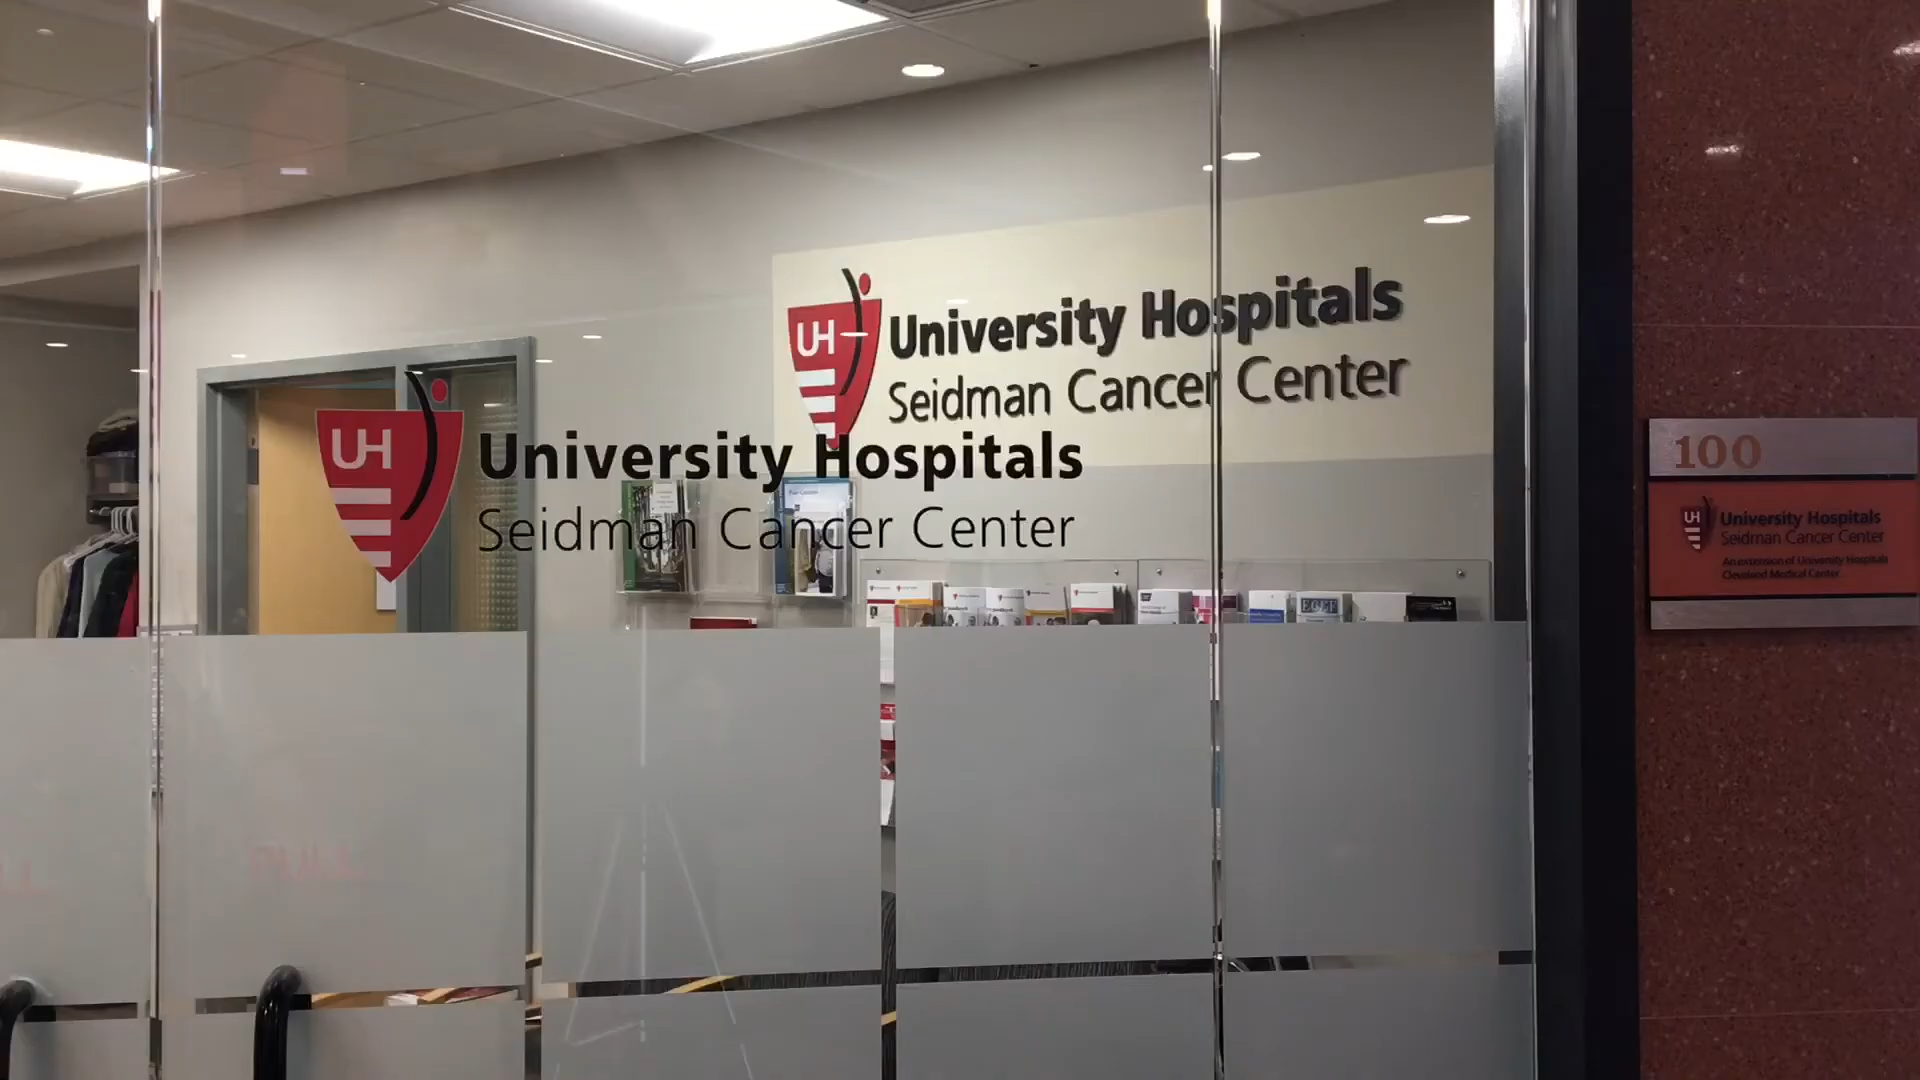 UH
University Hospitals
Seidman Cancer Center
UH
University Hospitals
Seidman Cancer Center
100
UH
University Hospitals
Seidman Cancer Center
An extension of University Hospitals
Cleveland Medical Center